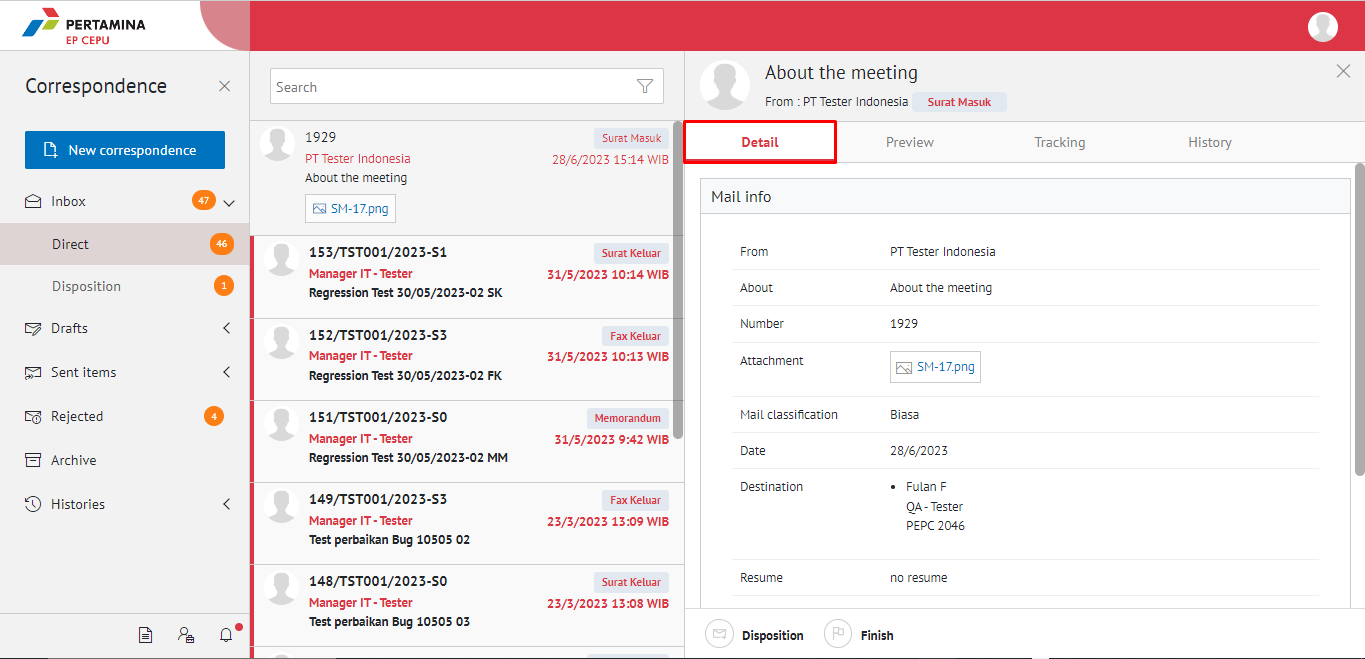 PERTAMINA
EP CEPU
Correspondence
New correspondence
Inbox 47
Direct 46
Disposition 1
Drafts
Sent items
Rejected 4
Archive
Histories
Search
1929 Surat Masuk
PT Tester Indonesia 28/6/2023 15:14 WIB
About the meeting
SM-17.png
153/TST001/2023-S1 Surat Keluar
Manager IT - Tester 31/5/2023 10:14 WIB
Regression Test 30/05/2023-02 SK
152/TST001/2023-S3 Fax Keluar
Manager IT - Tester 31/5/2023 10:13 WIB
Regression Test 30/05/2023-02 FK
151/TST001/2023-S0 Memorandum
Manager IT - Tester 31/5/2023 9:42 WIB
Regression Test 30/05/2023-02 MM
149/TST001/2023-S3 Fax Keluar
Manager IT - Tester 23/3/2023 13:09 WIB
Test perbaikan Bug 10505 02
148/TST001/2023-S0 Surat Keluar
Manager IT - Tester 23/3/2023 13:08 WIB
Test perbaikan Bug 10505 03
About the meeting
From : PT Tester Indonesia Surat Masuk
Detail Preview Tracking History
Mail info
From PT Tester Indonesia
About About the meeting
Number 1929
Attachment SM-17.png
Mail classification Biasa
Date 28/6/2023
Destination • Fulan F
QA - Tester
PEPC 2046
Resume no resume
Disposition Finish